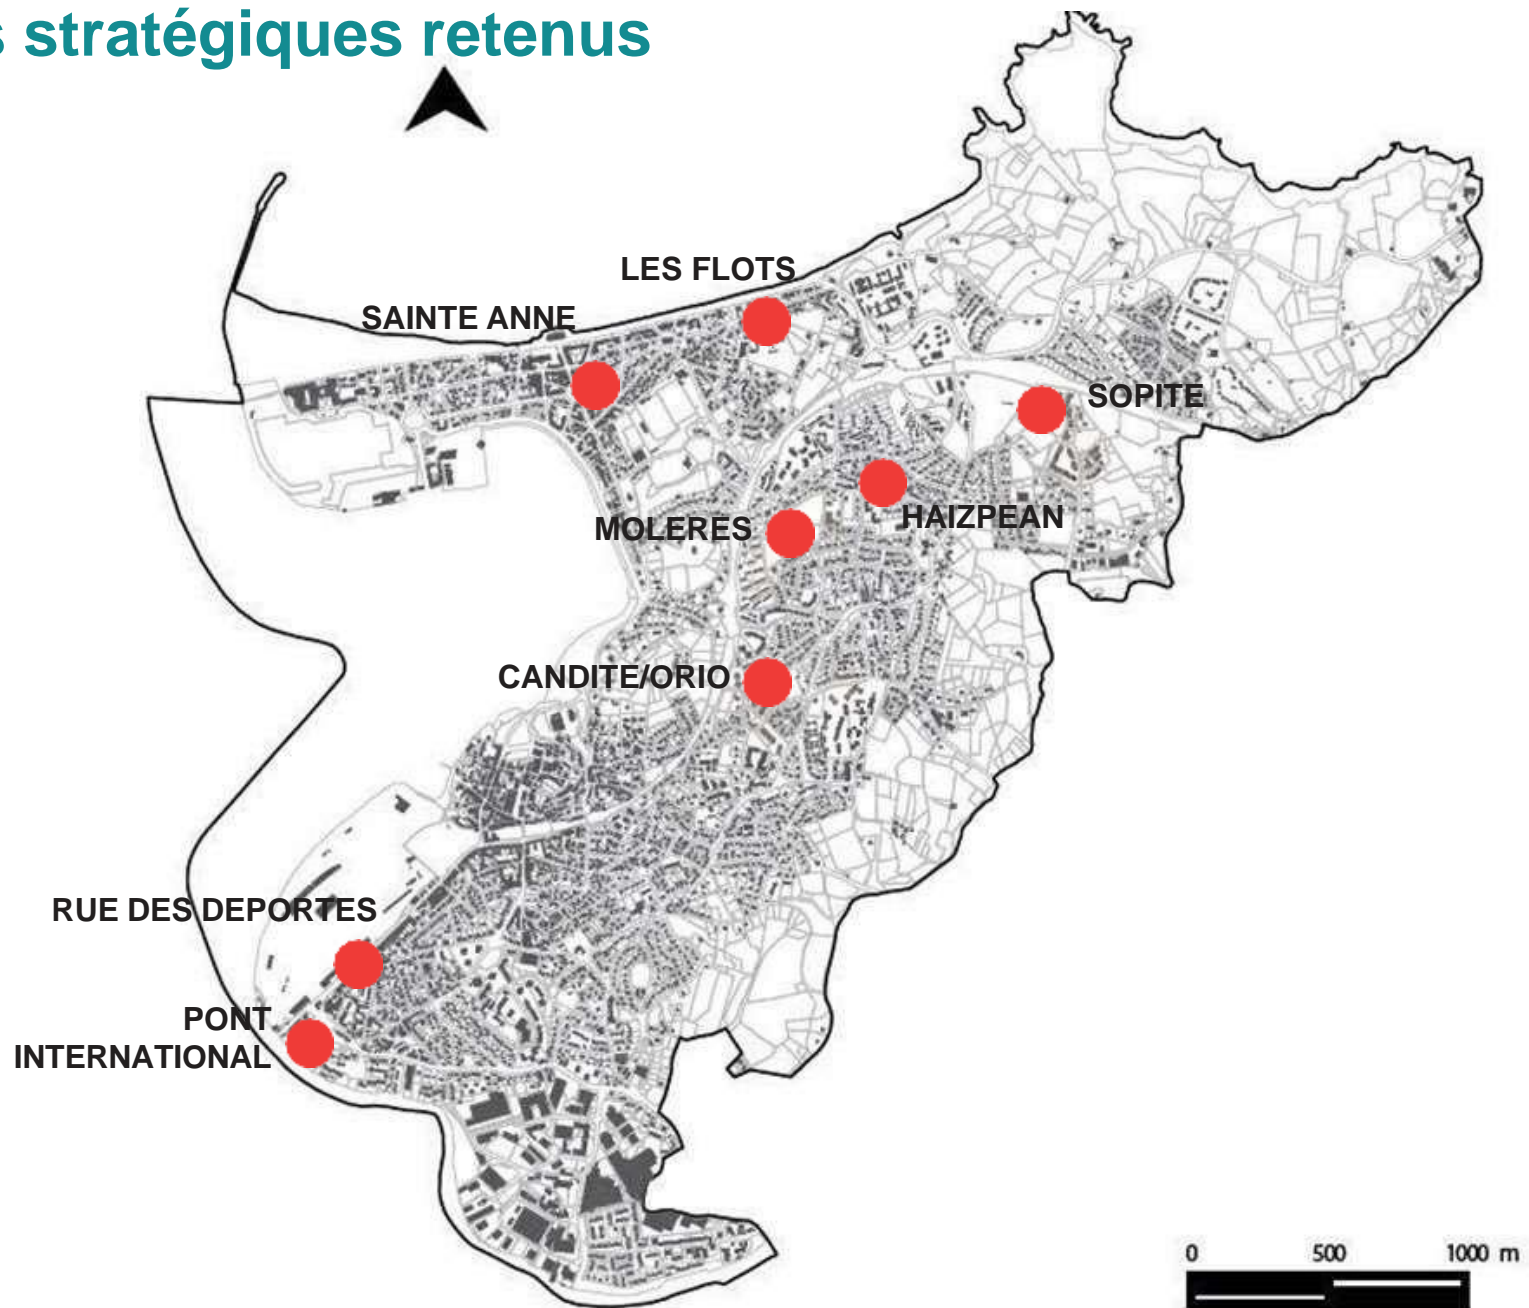 s stratégiques retenus
LES FLOTS
SAINTE ANNE
SOPITE
HAIZPEAN
MOLERES
CANDITE/ORIO
RUE DES DEPORTES
PONT
INTERNATIONAL
0 500 1000 m